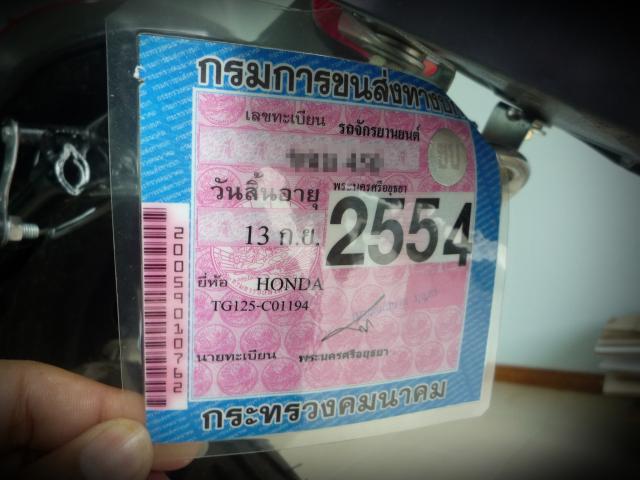 กรมการขนส่งทางบก
เลขทะเบียน รถจักรยานยนต์
พระนครศรีอยุธยา
วันสิ้นอายุ
13 ก.ย. 2554
ยี่ห้อ HONDA
TG125-C01194
นายทะเบียน พระนครศรีอยุธยา
กระทรวงคมนาคม
20059010762